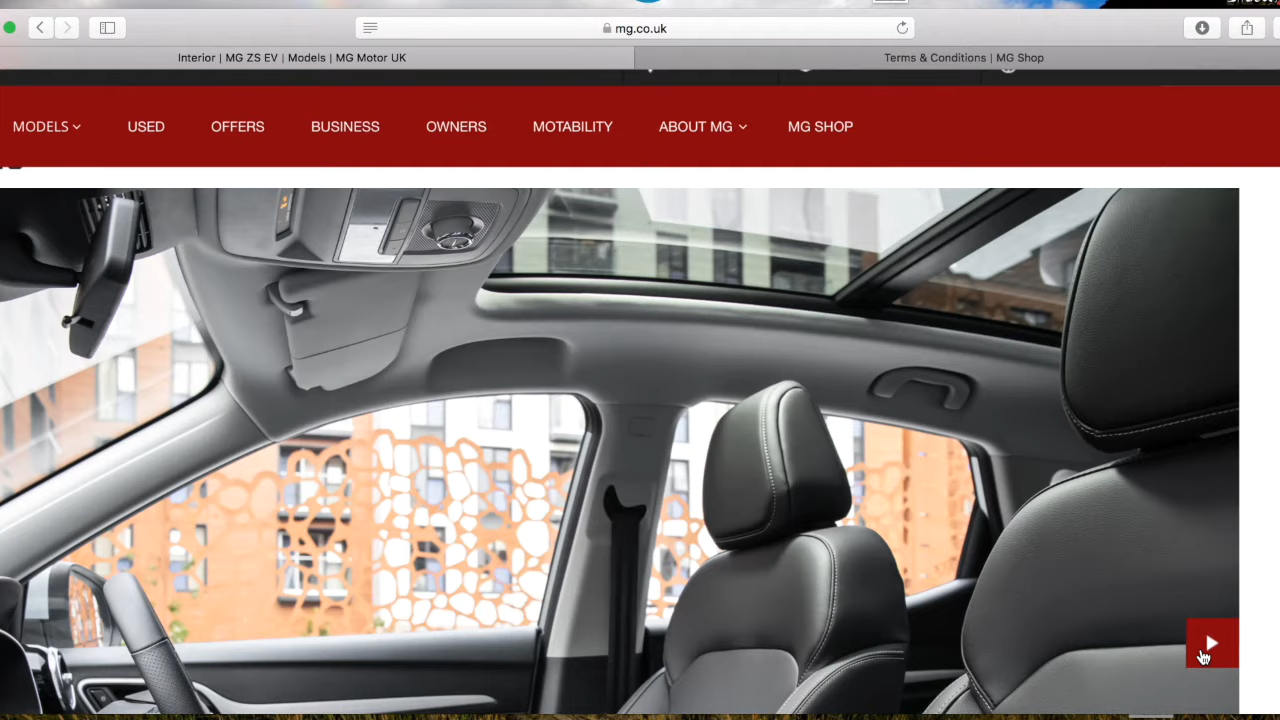 mg.co.uk
Interior | MG ZS EV | Models | MG Motor UK
Terms & Conditions | MG Shop
MODELS USED OFFERS BUSINESS OWNERS MOTABILITY ABOUT MG MG SHOP